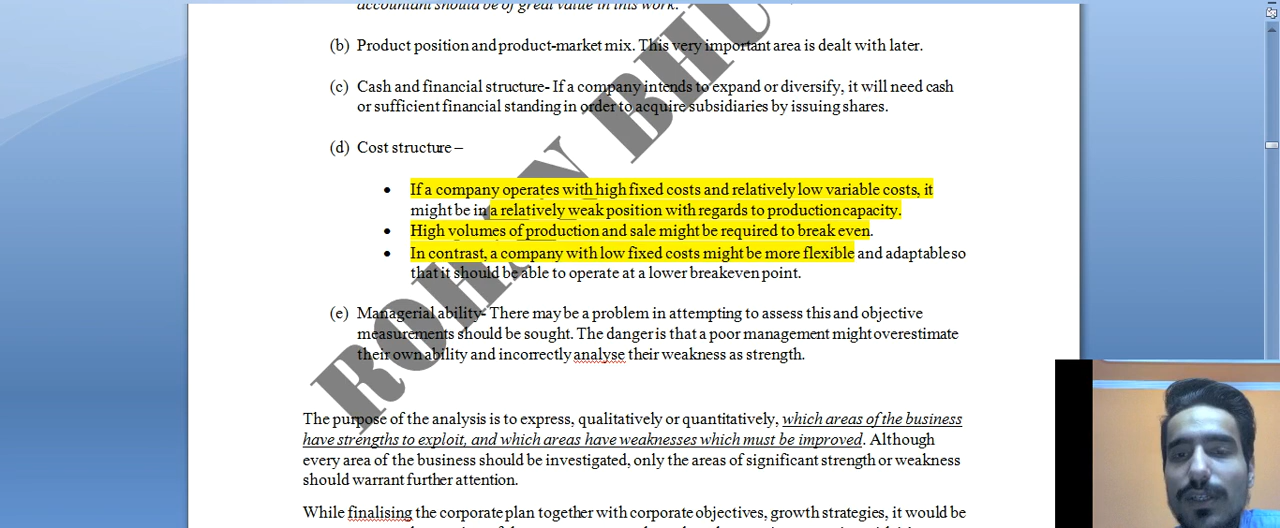 accountant should be of great value in this work.
(b) Product position and product-market mix. This very important area is dealt with later.
(c) Cash and financial structure- If a company intends to expand or diversify, it will need cash
or sufficient financial standing in order to acquire subsidiaries by issuing shares.
(d) Cost structure –
• If a company operates with high fixed costs and relatively low variable costs, it
might be in a relatively weak position with regards to production capacity.
• High volumes of production and sale might be required to break even.
• In contrast, a company with low fixed costs might be more flexible and adaptable so
that it should be able to operate at a lower breakeven point.
(e) Managerial ability- There may be a problem in attempting to assess this and objective
measurements should be sought. The danger is that a poor management might overestimate
their own ability and incorrectly analyse their weakness as strength.
The purpose of the analysis is to express, qualitatively or quantitatively, which areas of the business
have strengths to exploit, and which areas have weaknesses which must be improved. Although
every area of the business should be investigated, only the areas of significant strength or weakness
should warrant further attention.
While finalising the corporate plan together with corporate objectives, growth strategies, it would be